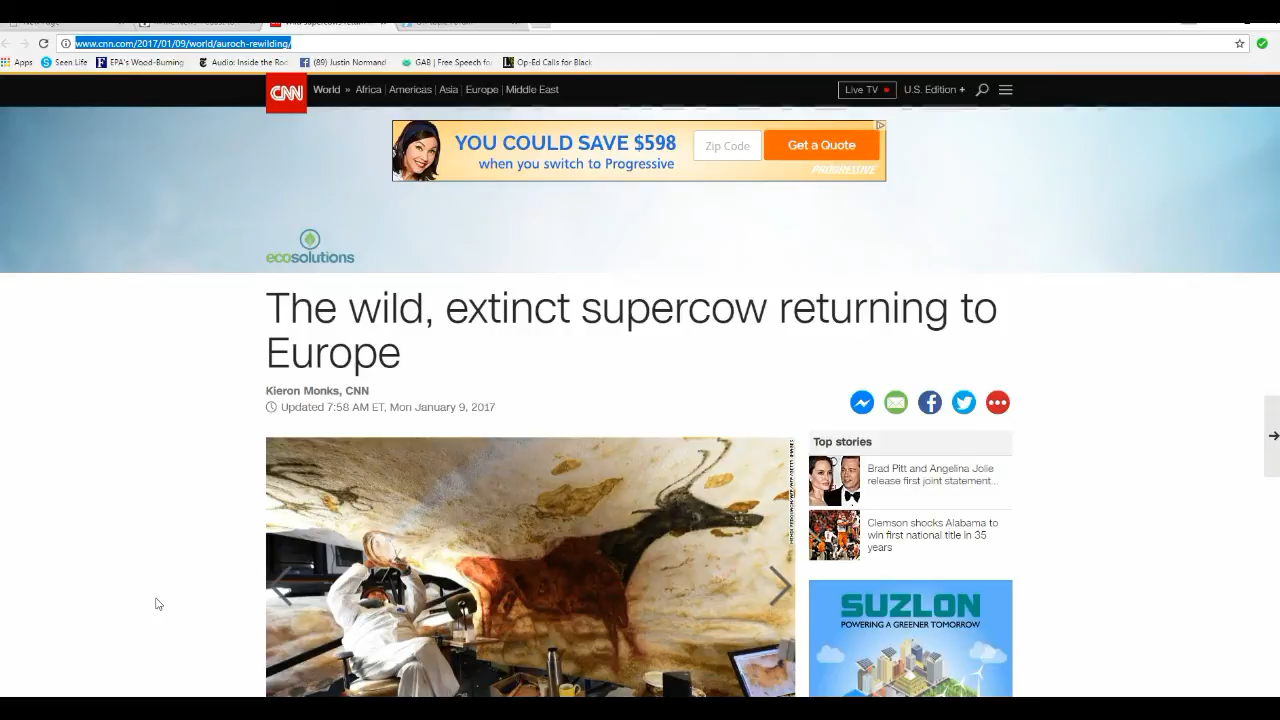 www.cnn.com/2017/01/09/world/auroch-rewilding/
Apps Seen Life EPA's Wood-Burning Audio: Inside the Roc (89) Justin Normand GAB | Free Speech fo Op-Ed Calls for Black
CNN World » Africa | Americas | Asia | Europe | Middle East Live TV U.S. Edition +
YOU COULD SAVE $598
when you switch to Progressive
Zip Code
Get a Quote
PROGRESSIVE
ecosolutions
The wild, extinct supercow returning to
Europe
Kieron Monks, CNN
Updated 7:58 AM ET, Mon January 9, 2017
Top stories
Brad Pitt and Angelina Jolie
release first joint statement...
Clemson shocks Alabama to
win first national title in 35
years
SUZLON
POWERING A GREENER TOMORROW